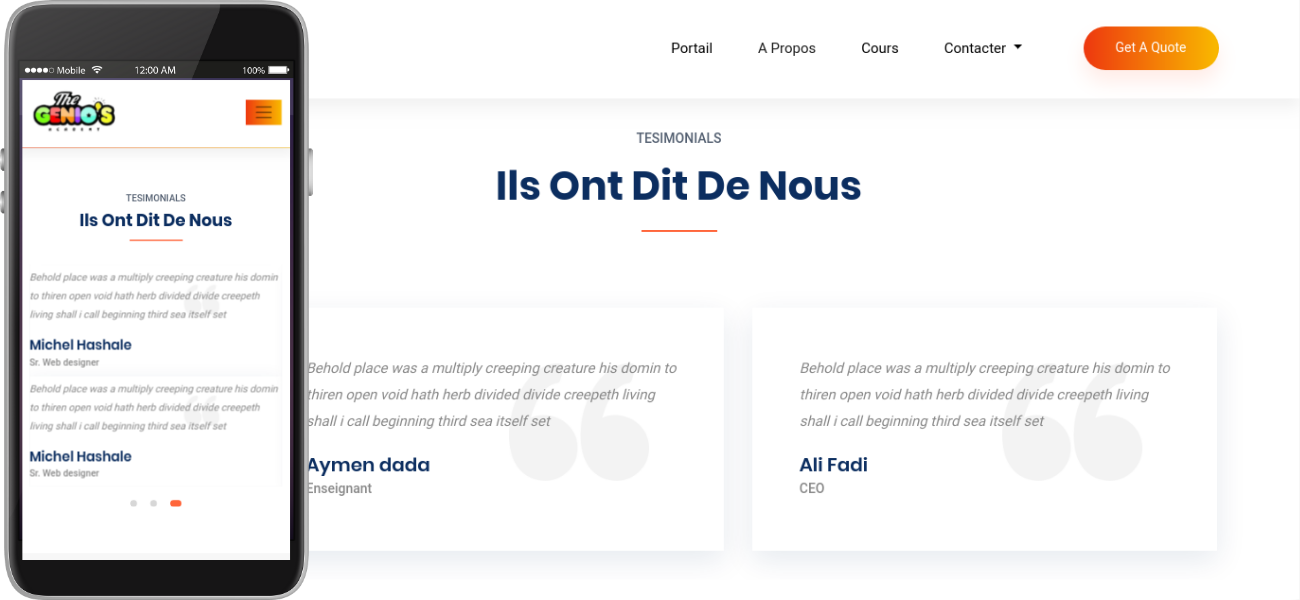 Mobile 12:00 AM 100%
The
GENIO'S
ACADEMY
TESIMONIALS
Ils Ont Dit De Nous
Behold place was a multiply creeping creature his domin
to thiren open void hath herb divided divide creepeth
living shall i call beginning third sea itself set
Michel Hashale
Sr. Web designer
Behold place was a multiply creeping creature his domin
to thiren open void hath herb divided divide creepeth
living shall i call beginning third sea itself set
Michel Hashale
Sr. Web designer
Portail A Propos Cours Contacter Get A Quote
TESIMONIALS
Ils Ont Dit De Nous
Behold place was a multiply creeping creature his domin to
thiren open void hath herb divided divide creepeth living
shall i call beginning third sea itself set
Aymen dada
Enseignant
Behold place was a multiply creeping creature his domin to
thiren open void hath herb divided divide creepeth living
shall i call beginning third sea itself set
Ali Fadi
CEO